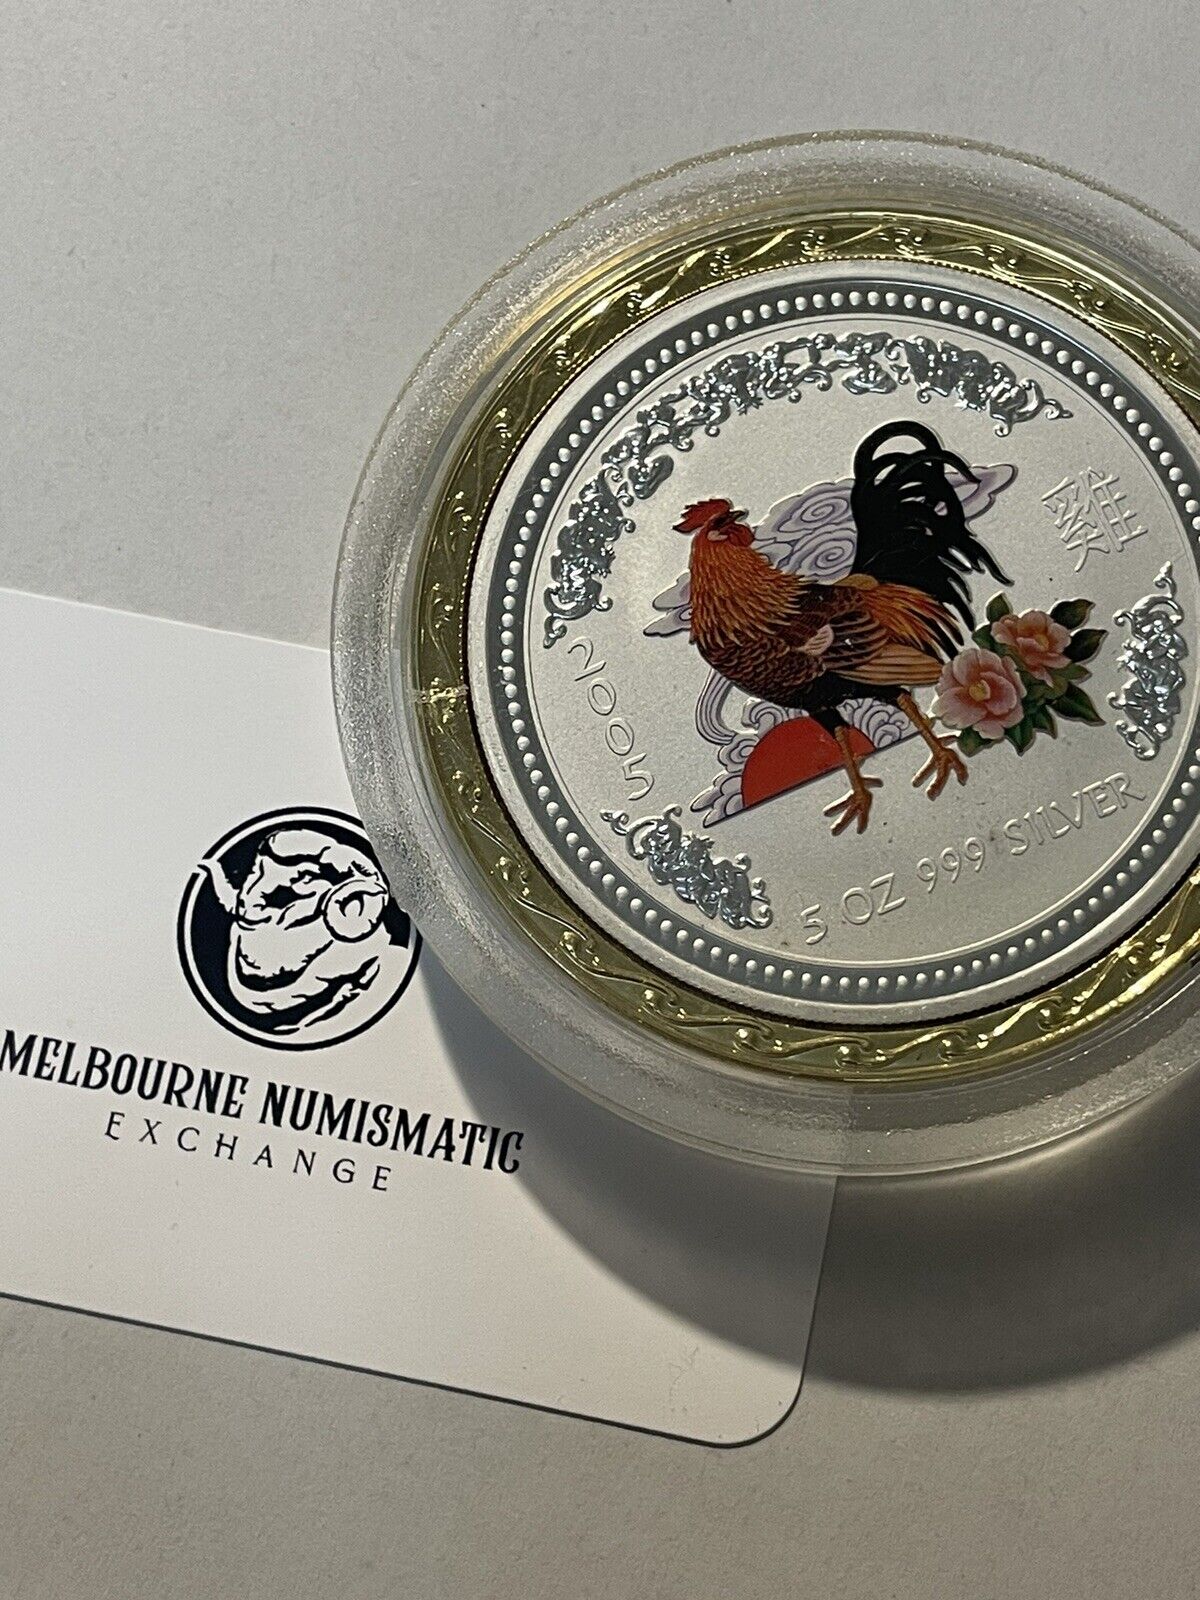 雞
2005
5 OZ 999 SILVER
MELBOURNE NUMISMATIC
EXCHANGE